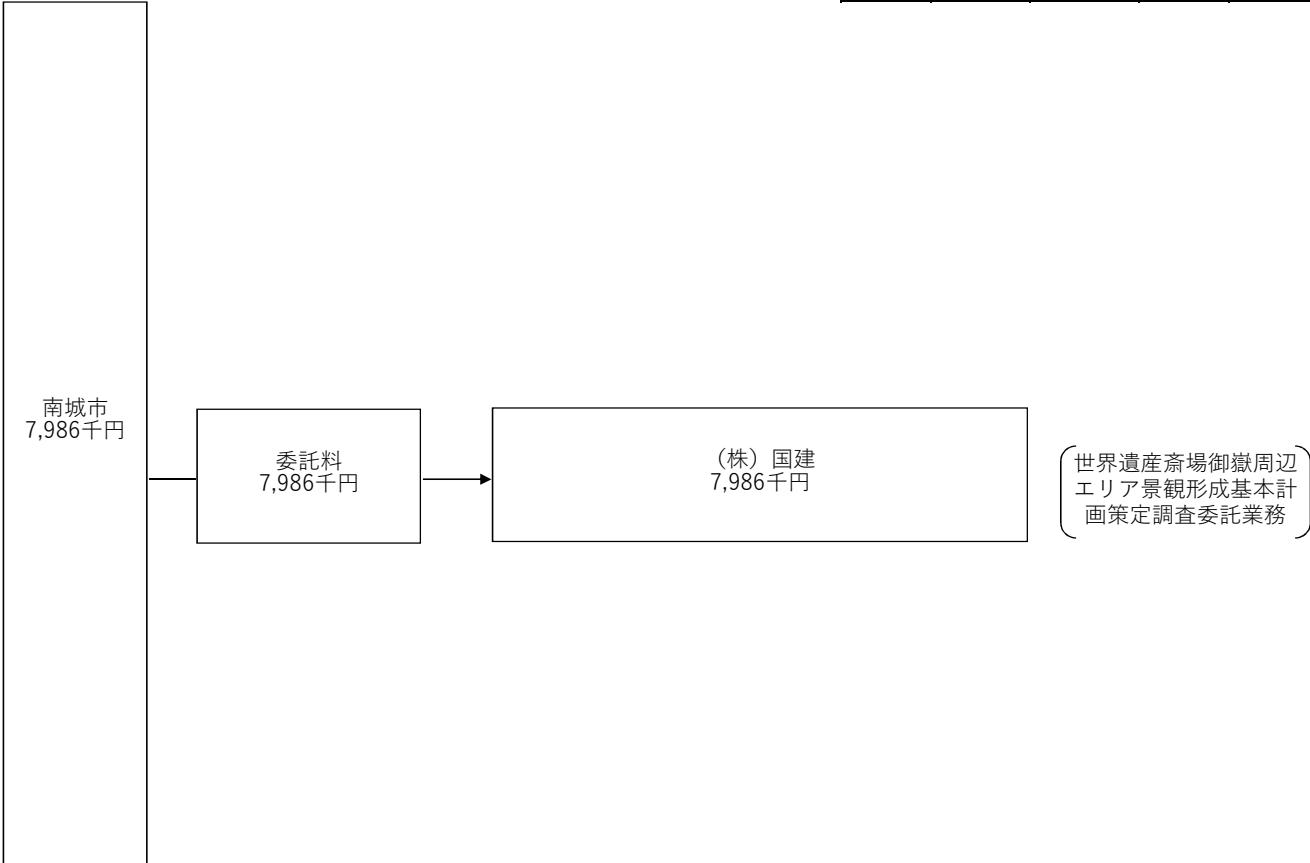 南城市
7,986千円
委託料
7,986千円
（株）国建
7,986千円
世界遺産斎場御嶽周辺
エリア景観形成基本計
画策定調査委託業務